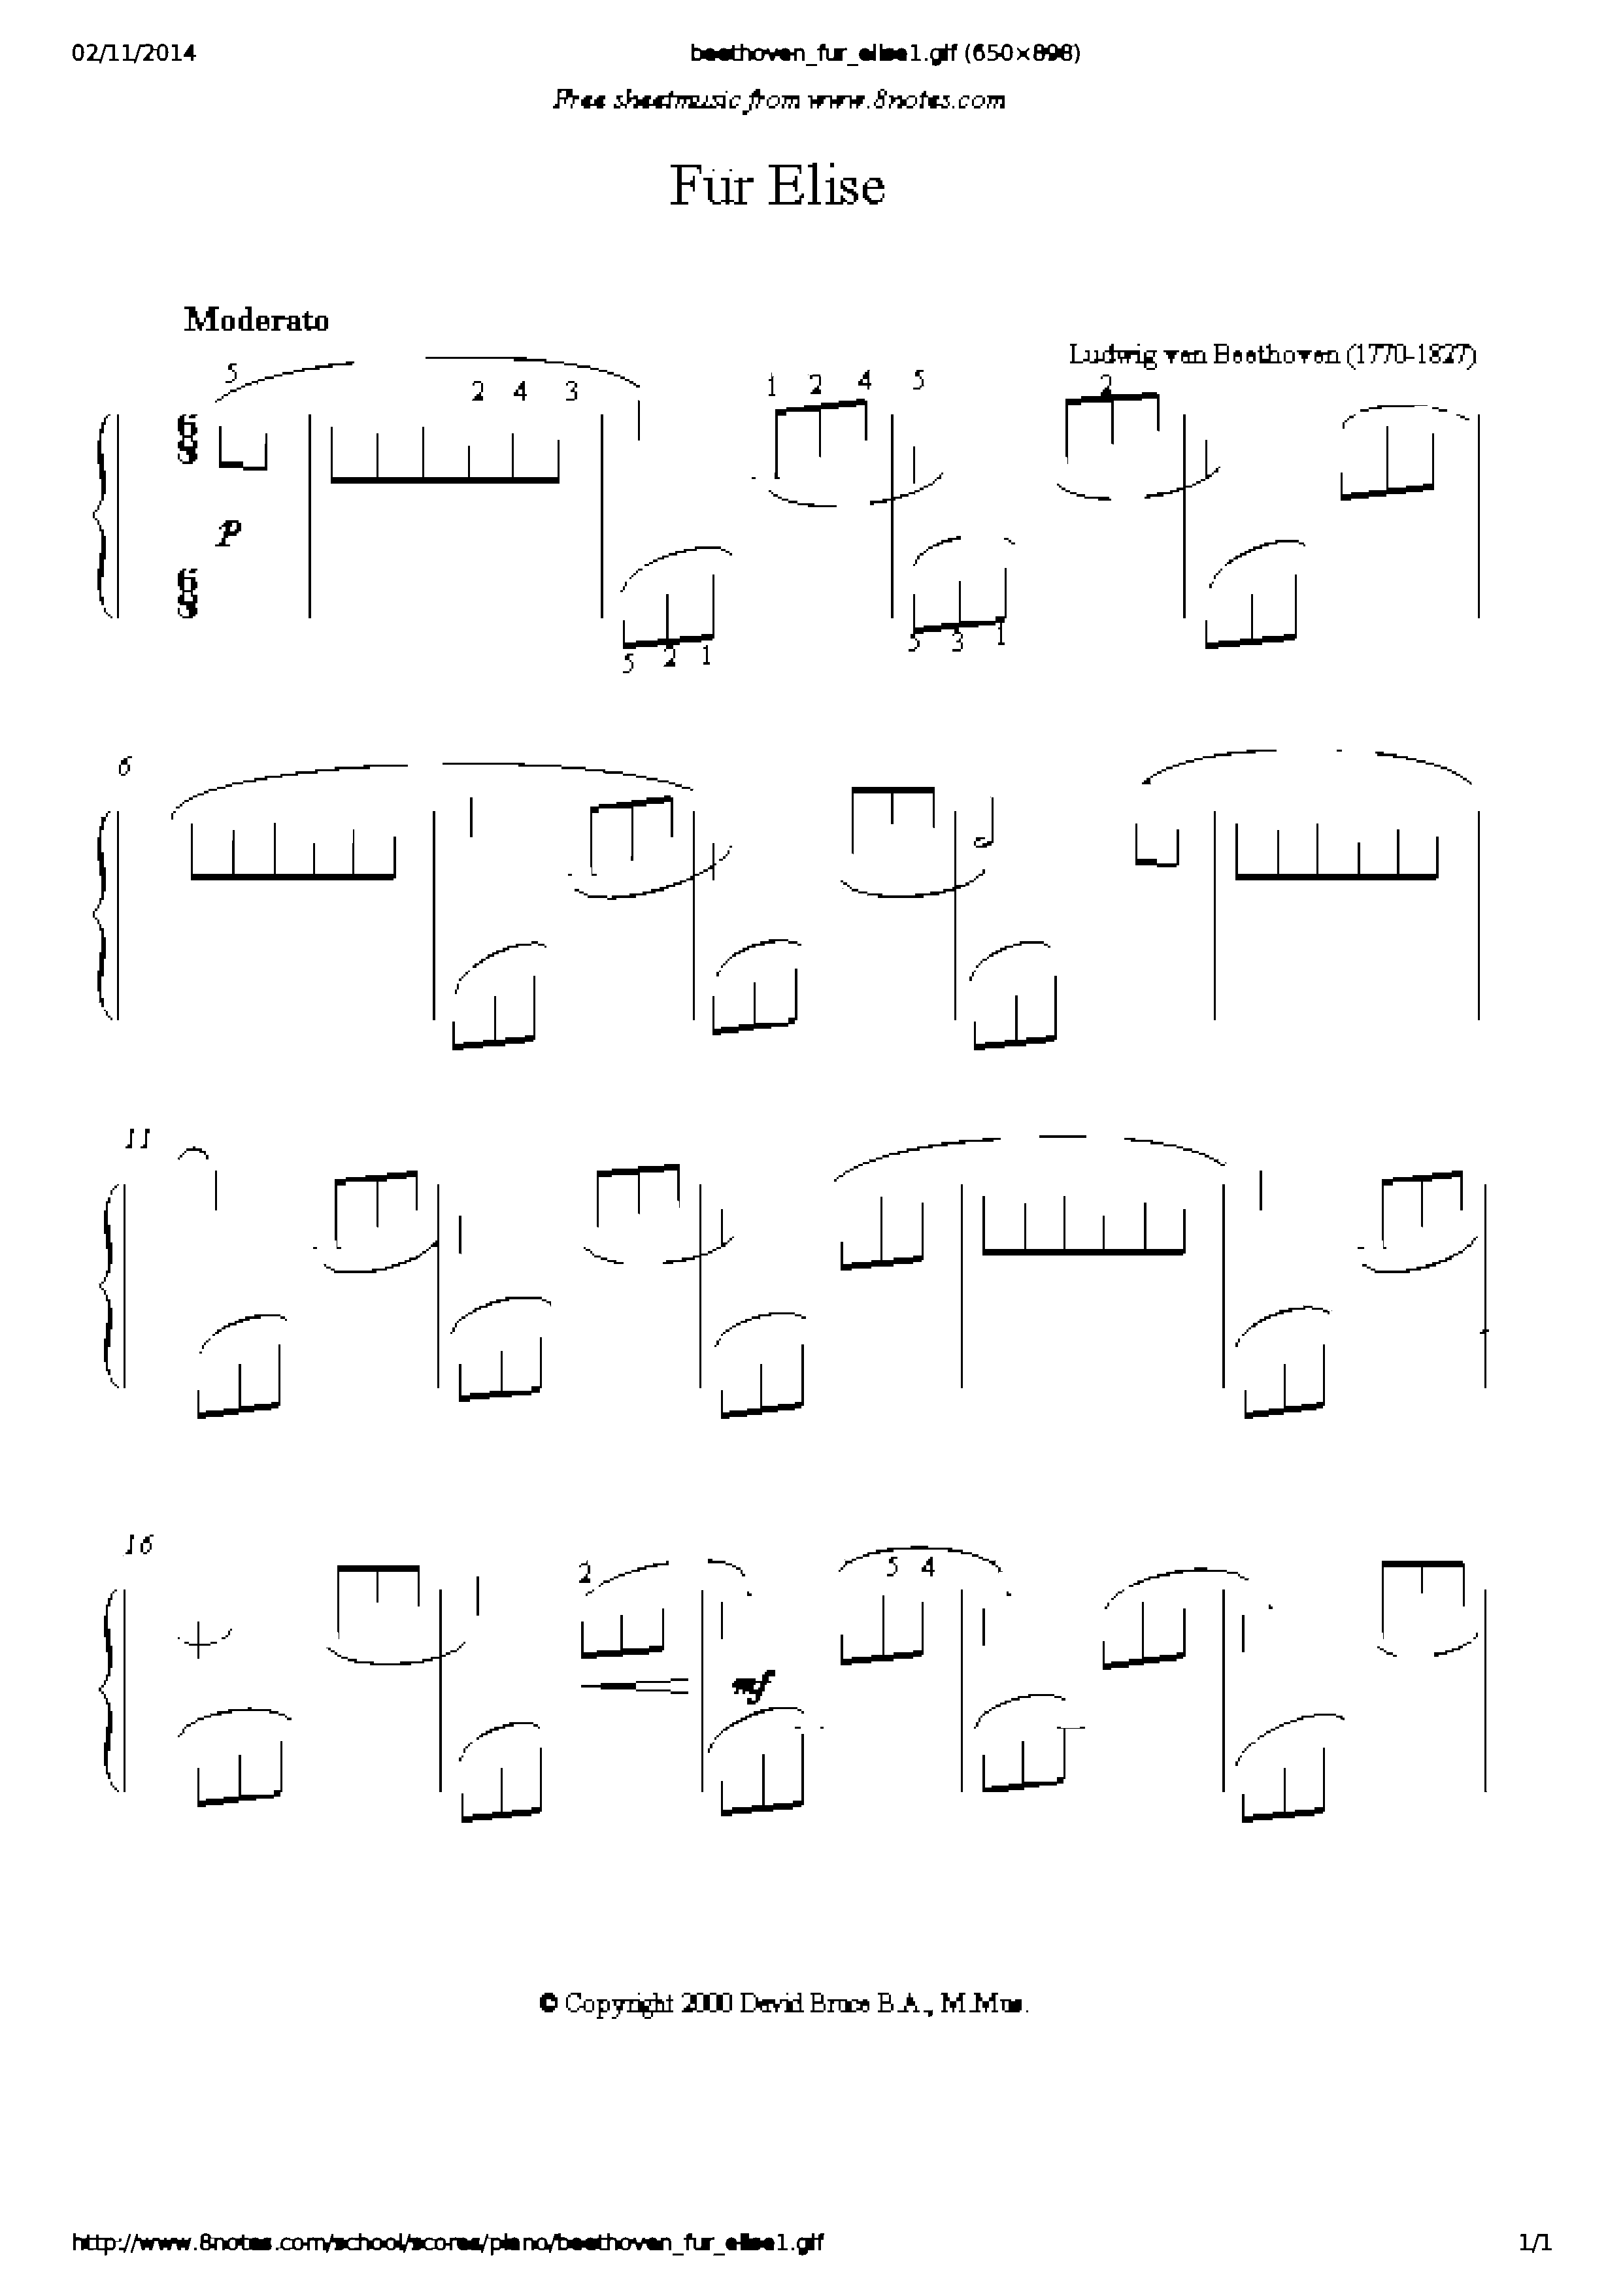 02/11/2014 beethoven_fur_elise1.gif (650×898)
Free sheetmusic from www.8notes.com
Für Elise
Moderato
Ludwig van Beethoven (1770-1827)
5 2 4 3 1 2 4 5 2
6 8
p
6 8
5 2 1 5 3 1
6
11
16
2 5 4
mf
© Copyright 2000 David Bruce B.A., M.Mus.
http://www.8notes.com/school/scores/piano/beethoven_fur_elise1.gif 1/1